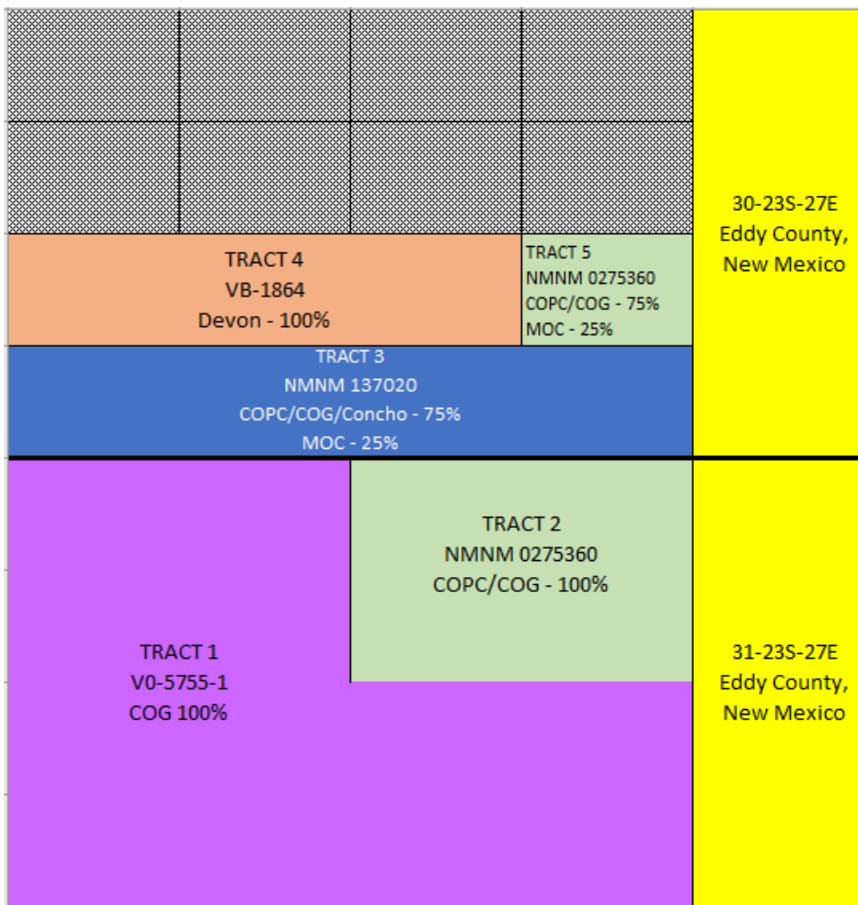 30-23S-27E
Eddy County,
New Mexico
TRACT 4
VB-1864
Devon - 100%
TRACT 5
NMNM 0275360
COPC/COG - 75%
MOC - 25%
TRACT 3
NMNM 137020
COPC/COG/Concho - 75%
MOC - 25%
TRACT 2
NMNM 0275360
COPC/COG - 100%
TRACT 1
V0-5755-1
COG 100%
31-23S-27E
Eddy County,
New Mexico